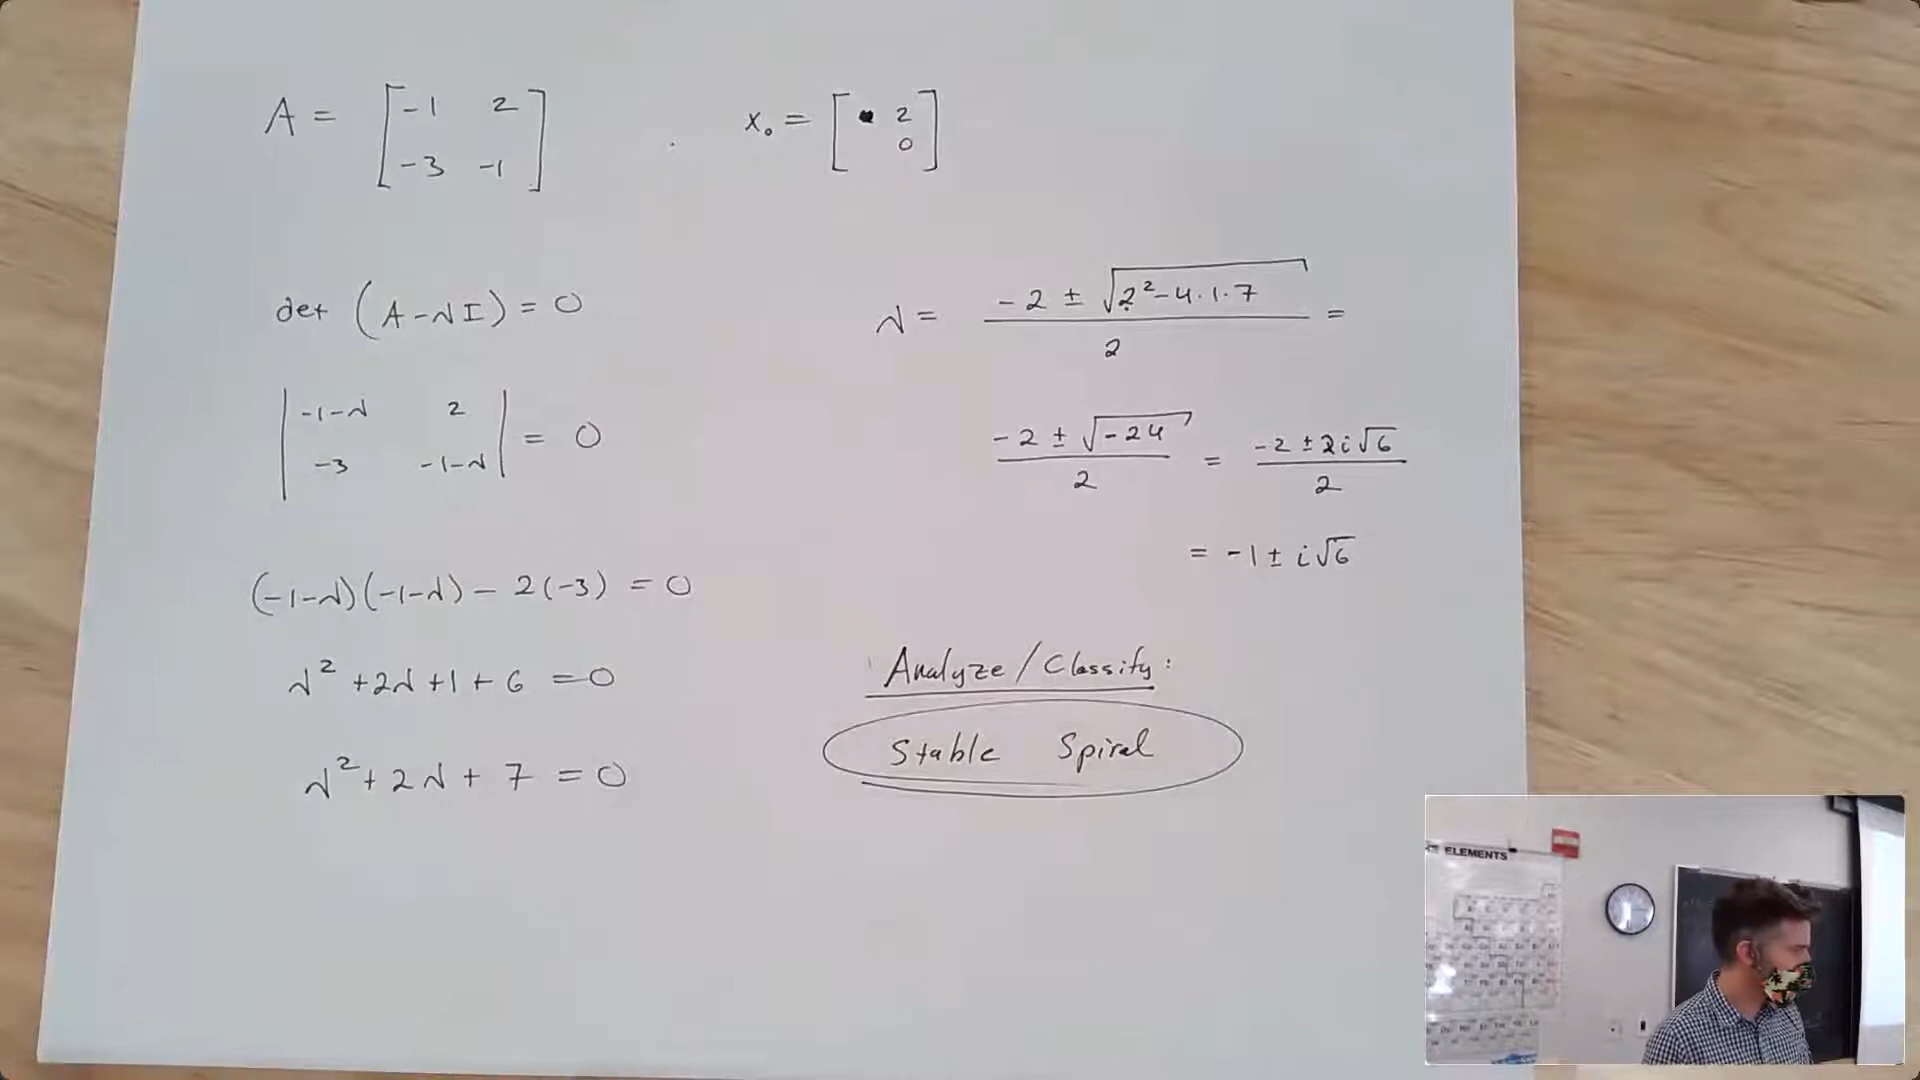 A = [ -1 2
-3 -1 ]
x₀ = [ 2
0 ]
det (A-λI) = 0
| -1-λ 2
-3 -1-λ | = 0
(-1-λ)(-1-λ) - 2(-3) = 0
λ² + 2λ + 1 + 6 = 0
λ² + 2λ + 7 = 0
λ = (-2 ± √(2²-4·1·7))/2 =
(-2 ± √-24)/2 = (-2 ± 2i√6)/2
= -1 ± i√6
Analyze/Classify:
Stable Spiral
ELEMENTS